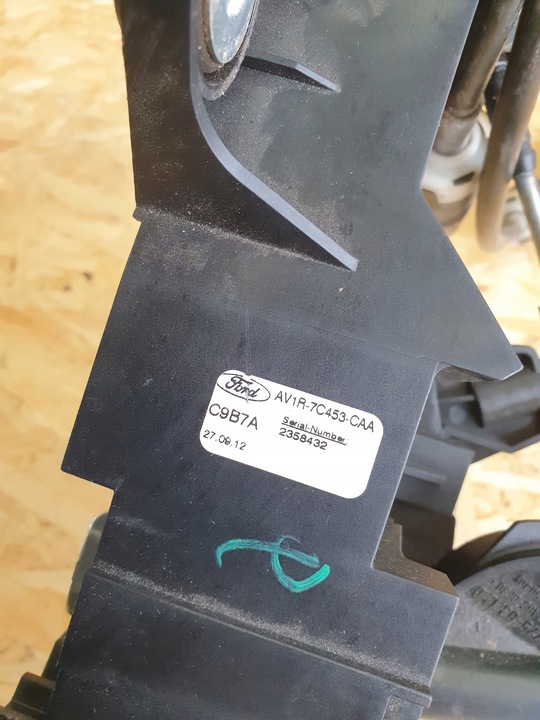 Ford
AV1R-7C453-CAA
C9B7A
Serial-Number:
2358432
27.09.12